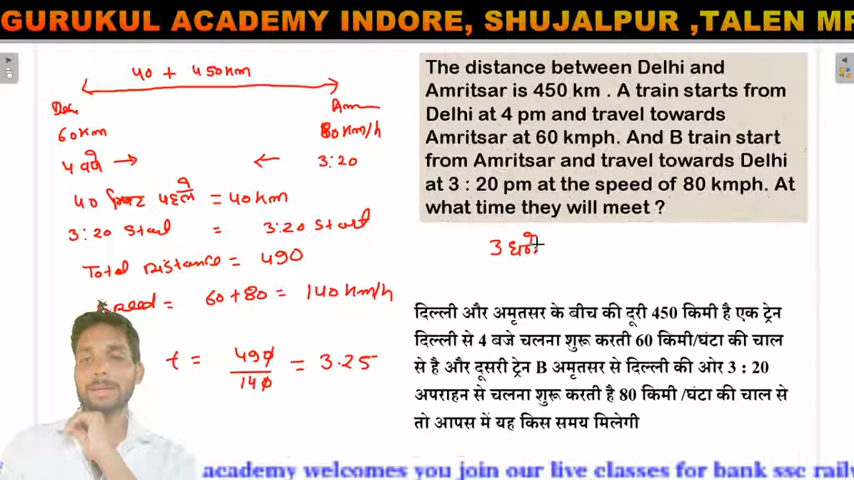 GURUKUL ACADEMY INDORE, SHUJALPUR ,TALEN MP
40 + 450km
Am
60km
80km/h
4 बजे →
← 3:20
40 मिनट पहले = 40km
3:20 Start = 3:20 Start
Total Distance = 490
Speed = 60+80 = 140 km/h
t = 490/140 = 3.25
The distance between Delhi and
Amritsar is 450 km . A train starts from
Delhi at 4 pm and travel towards
Amritsar at 60 kmph. And B train start
from Amritsar and travel towards Delhi
at 3 : 20 pm at the speed of 80 kmph. At
what time they will meet ?
3 घन्टे
दिल्ली और अमृतसर के बीच की दूरी 450 किमी है एक ट्रेन
दिल्ली से 4 बजे चलना शुरू करती 60 किमी/घंटा की चाल
से है और दूसरी ट्रेन B अमृतसर से दिल्ली की ओर 3 : 20
अपराहन से चलना शुरू करती है 80 किमी /घंटा की चाल से
तो आपस में यह किस समय मिलेगी
academy welcomes you join our live classes for bank ssc raily